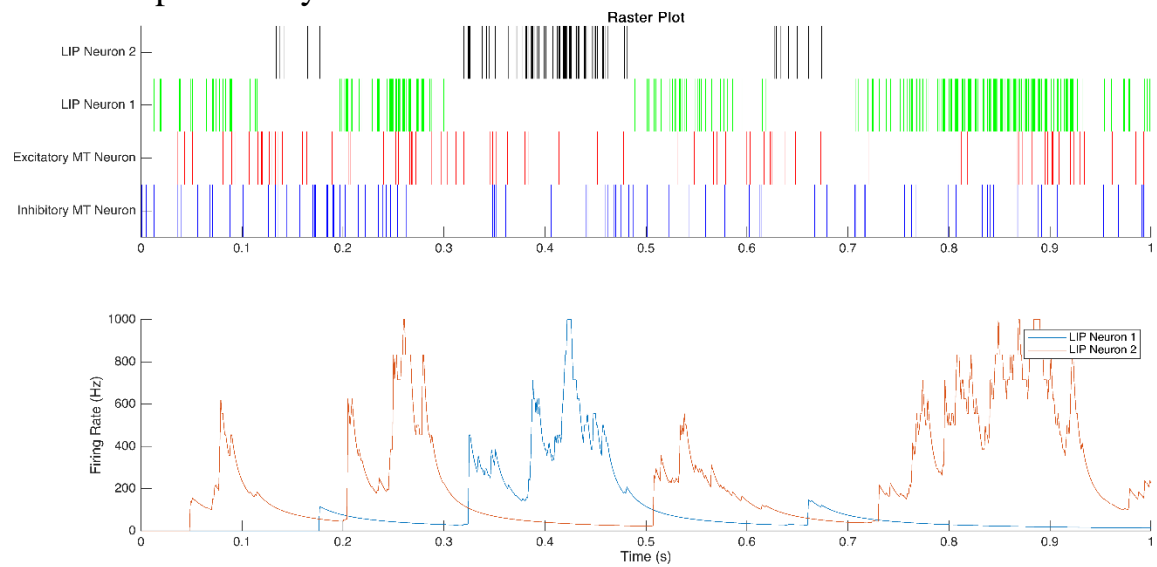 Raster Plot
LIP Neuron 2
LIP Neuron 1
Excitatory MT Neuron
Inhibitory MT Neuron
0 0.1 0.2 0.3 0.4 0.5 0.6 0.7 0.8 0.9 1
1000
800
600
400
200
0
Firing Rate (Hz)
LIP Neuron 1
LIP Neuron 2
0 0.1 0.2 0.3 0.4 0.5 0.6 0.7 0.8 0.9 1
Time (s)